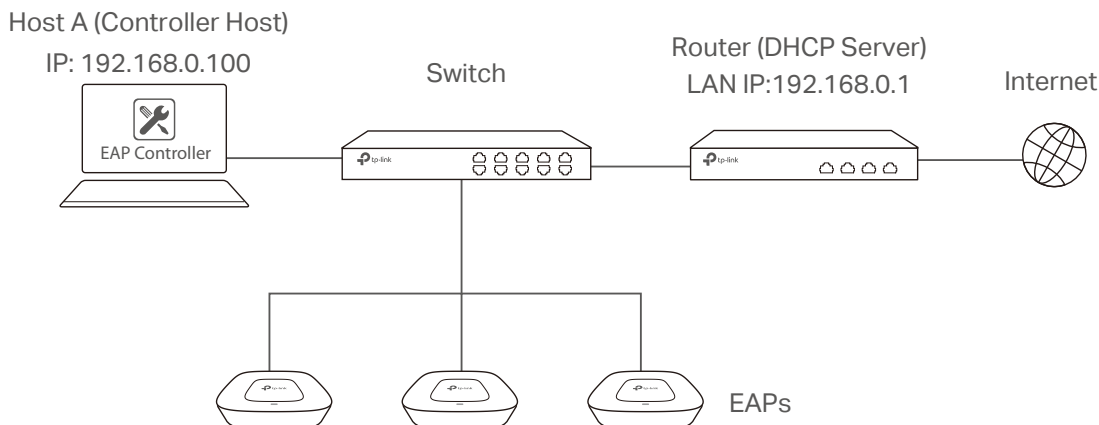 Host A (Controller Host)
IP: 192.168.0.100
EAP Controller
Switch
tp-link
Router (DHCP Server)
LAN IP:192.168.0.1
tp-link
Internet
tp-link
tp-link
tp-link
EAPs